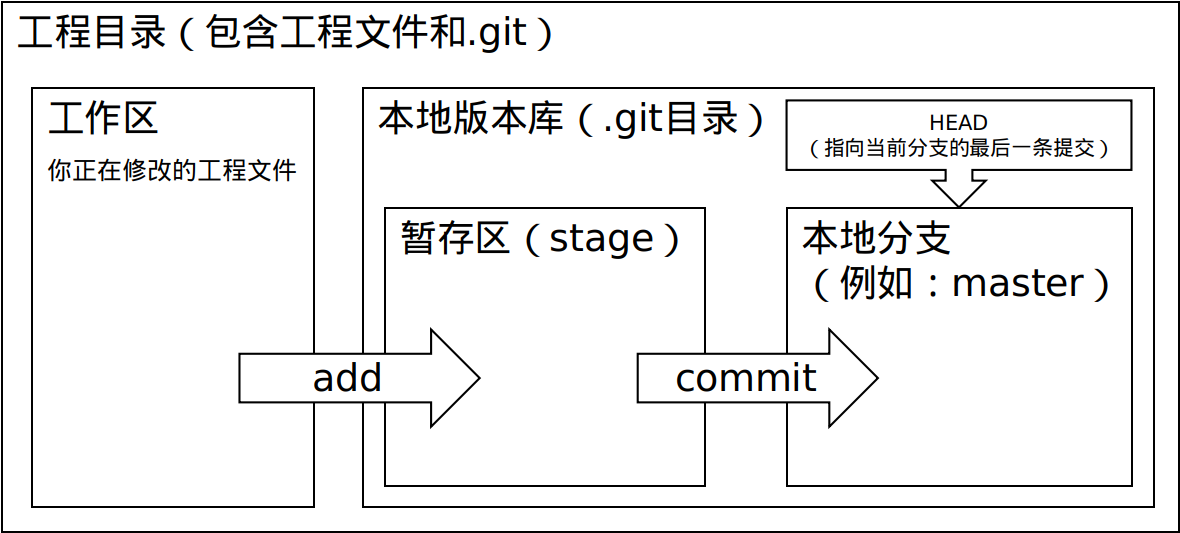 工程目录（包含工程文件和.git）
工作区
你正在修改的工程文件
本地版本库（.git目录）
HEAD
（指向当前分支的最后一条提交）
暂存区（stage）
本地分支
（例如：master）
add
commit